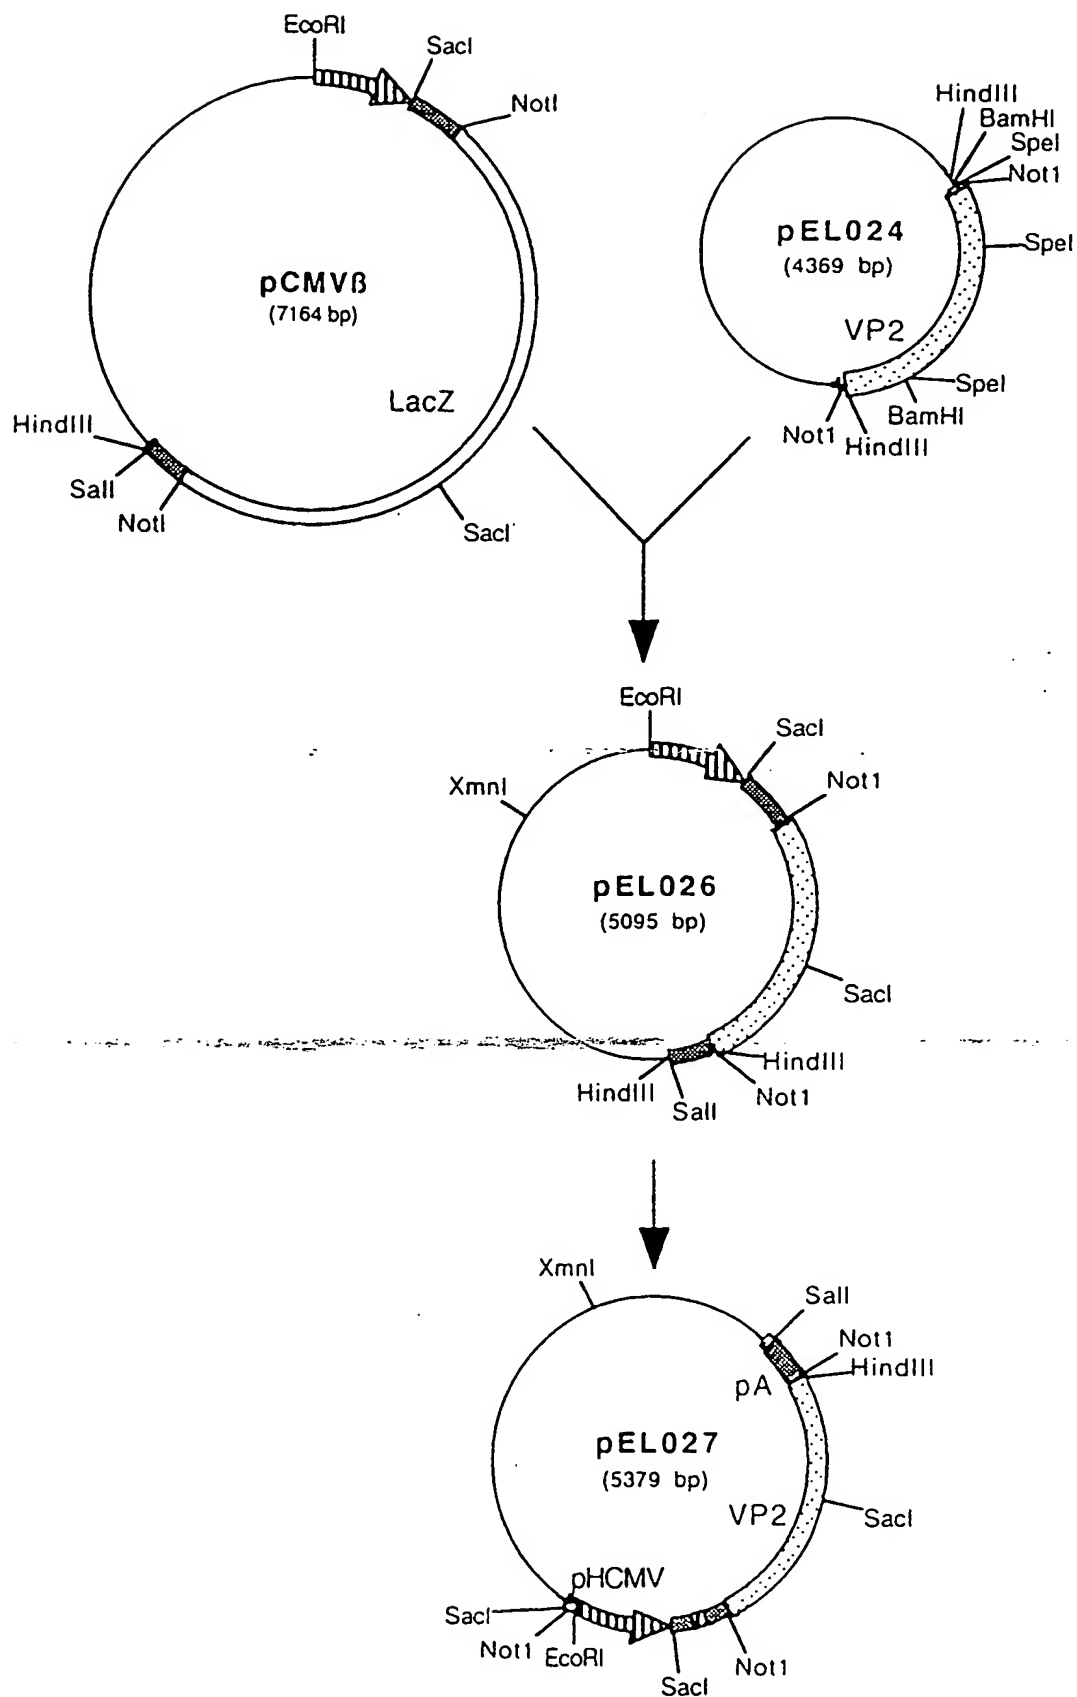 EcoRI
SacI
NotI
pCMVß
(7164 bp)
LacZ
HindIII
SalI
NotI
SacI
HindIII
BamHI
SpeI
Not1
pEL024
(4369 bp)
SpeI
VP2
SpeI
BamHI
Not1
HindIII
EcoRI
SacI
XmnI
Not1
pEL026
(5095 bp)
SacI
HindIII
HindIII
Not1
SalI
XmnI
SalI
Not1
HindIII
pA
pEL027
(5379 bp)
VP2
SacI
pHCMV
SacI
Not1
EcoRI
Not1
SacI